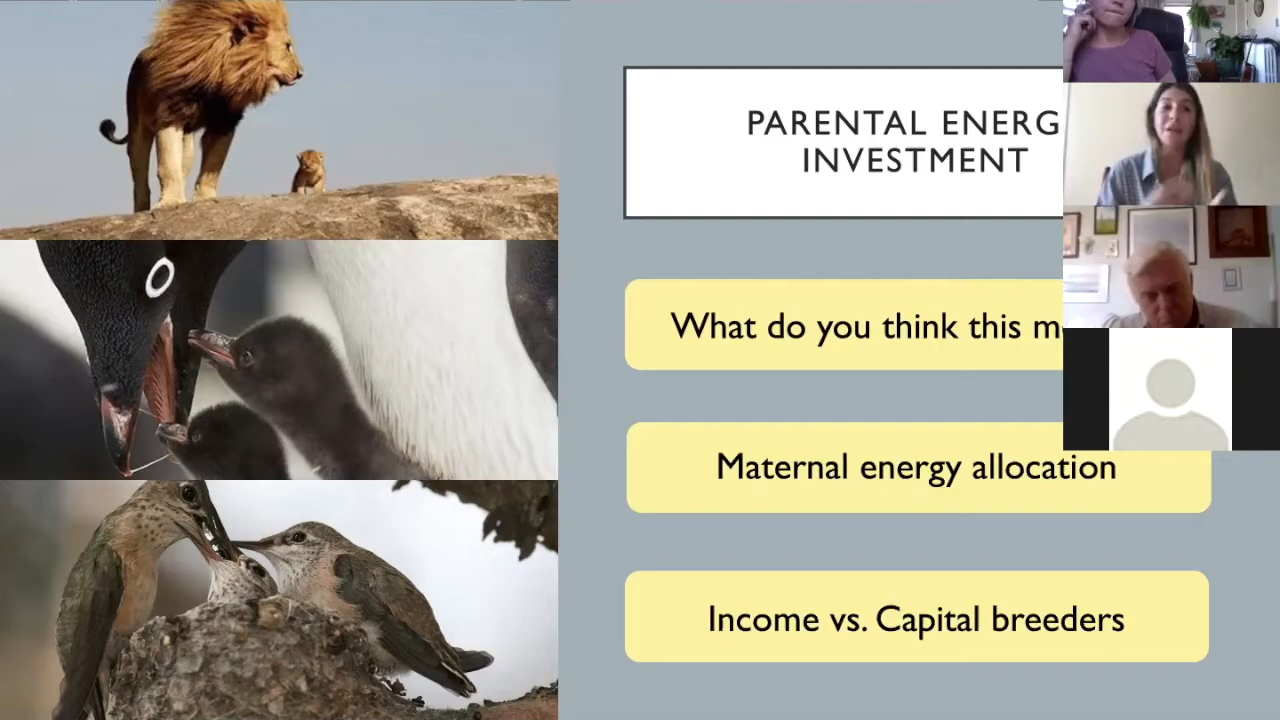 PARENTAL ENERG
INVESTMENT
What do you think this m
Maternal energy allocation
Income vs. Capital breeders